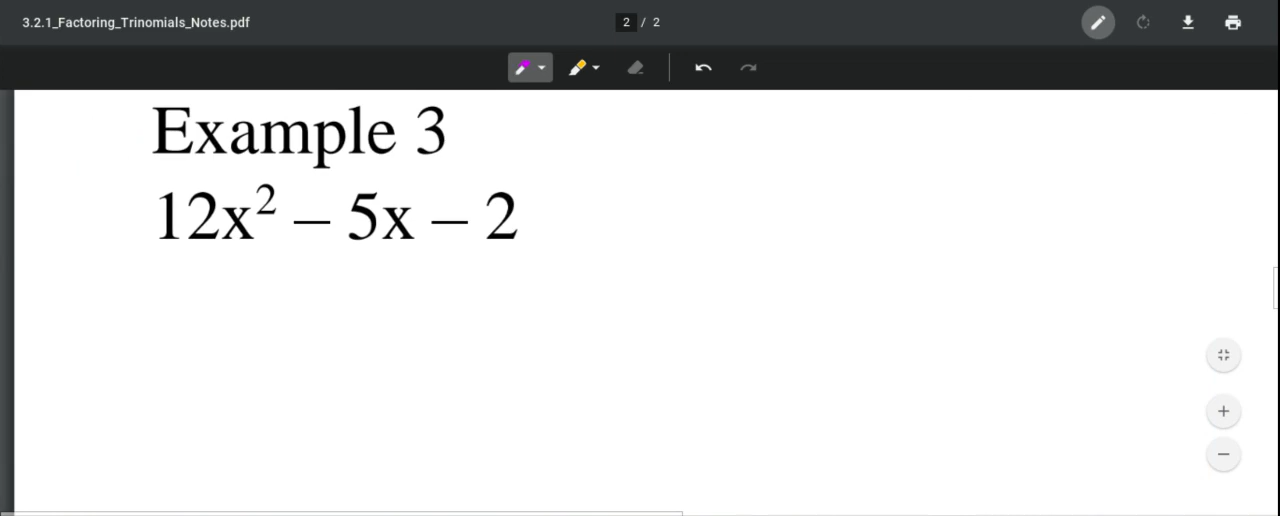 3.2.1_Factoring_Trinomials_Notes.pdf
2 / 2
Example 3
12x² – 5x – 2